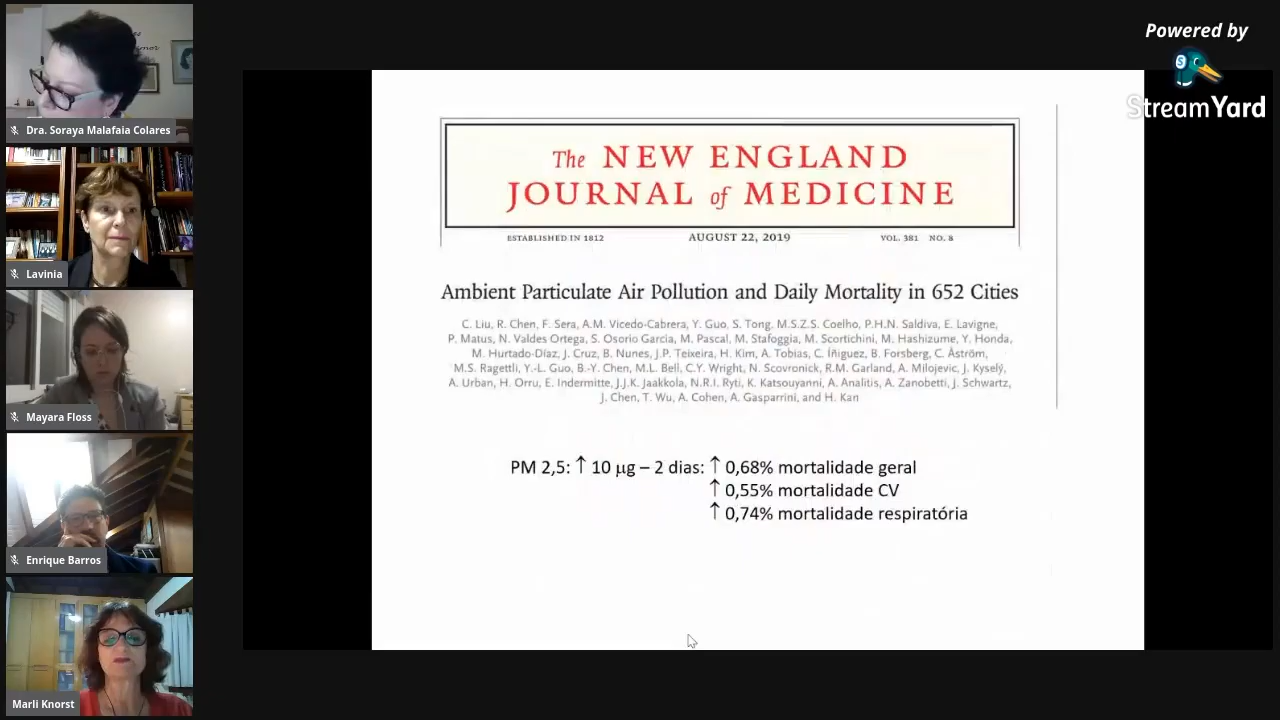 Powered by
StreamYard
Dra. Soraya Malafaia Colares
Lavinia
Mayara Floss
Enrique Barros
Marli Knorst
The NEW ENGLAND
JOURNAL of MEDICINE
ESTABLISHED IN 1812 AUGUST 22, 2019 VOL. 381 NO. 8
Ambient Particulate Air Pollution and Daily Mortality in 652 Cities
C. Liu, R. Chen, F. Sera, A.M. Vicedo-Cabrera, Y. Guo, S. Tong, M.S.Z.S. Coelho, P.H.N. Saldiva, E. Lavigne,
P. Matus, N. Valdes Ortega, S. Osorio Garcia, M. Pascal, M. Stafoggia, M. Scortichini, M. Hashizume, Y. Honda,
M. Hurtado-Díaz, J. Cruz, B. Nunes, J.P. Teixeira, H. Kim, A. Tobias, C. Íñiguez, B. Forsberg, C. Åström,
M.S. Ragettli, Y.-L. Guo, B.-Y. Chen, M.L. Bell, C.Y. Wright, N. Scovronick, R.M. Garland, A. Milojevic, J. Kyselý,
A. Urban, H. Orru, E. Indermitte, J.J.K. Jaakkola, N.R.I. Ryti, K. Katsouyanni, A. Analitis, A. Zanobetti, J. Schwartz,
J. Chen, T. Wu, A. Cohen, A. Gasparrini, and H. Kan
PM 2,5: ↑ 10 µg – 2 dias: ↑ 0,68% mortalidade geral
↑ 0,55% mortalidade CV
↑ 0,74% mortalidade respiratória